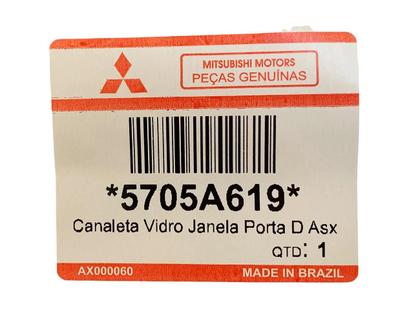 MITSUBISHI MOTORS
PEÇAS GENUÍNAS
*5705A619*
Canaleta Vidro Janela Porta D Asx
QTD: 1
AX000060 MADE IN BRAZIL